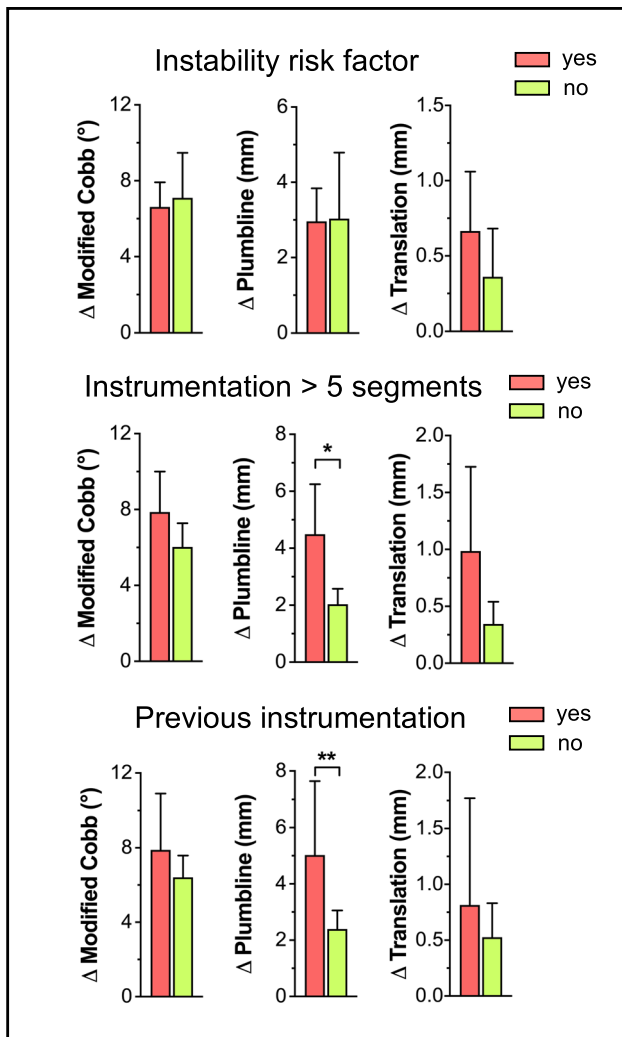 Instability risk factor
yes
no
Δ Modified Cobb (°)
12
8
4
0
Δ Plumbline (mm)
6
4
2
0
Δ Translation (mm)
1.5
1.0
0.5
0.0
Instrumentation > 5 segments
yes
no
Δ Modified Cobb (°)
12
8
4
0
Δ Plumbline (mm)
8
6
4
2
0
*
Δ Translation (mm)
2.0
1.5
1.0
0.5
0.0
Previous instrumentation
yes
no
Δ Modified Cobb (°)
12
8
4
0
Δ Plumbline (mm)
8
6
4
2
0
**
Δ Translation (mm)
2.0
1.5
1.0
0.5
0.0